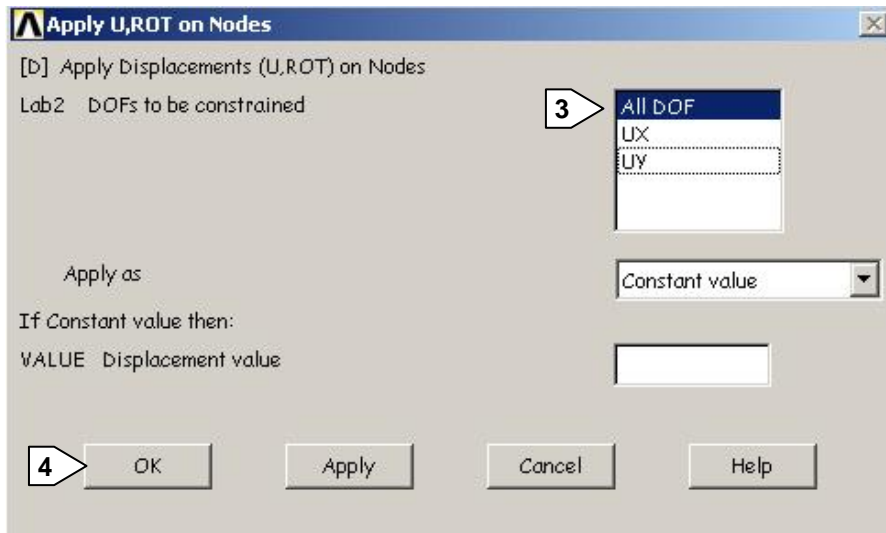 Apply U,ROT on Nodes
[D] Apply Displacements (U,ROT) on Nodes
Lab2 DOFs to be constrained
3
All DOF
UX
UY
Apply as
Constant value
If Constant value then:
VALUE Displacement value
4
OK
Apply
Cancel
Help